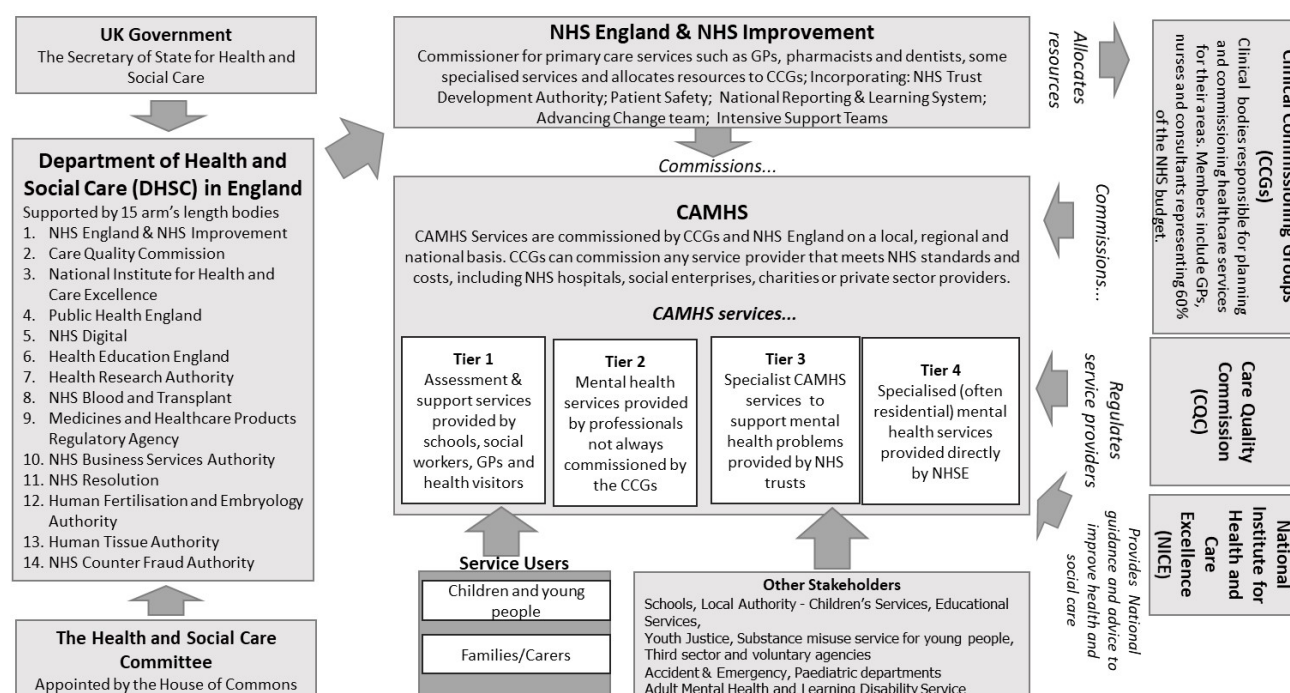 UK Government
The Secretary of State for Health and
Social Care
Department of Health and
Social Care (DHSC) in England
Supported by 15 arm's length bodies
1. NHS England & NHS Improvement
2. Care Quality Commission
3. National Institute for Health and
Care Excellence
4. Public Health England
5. NHS Digital
6. Health Education England
7. Health Research Authority
8. NHS Blood and Transplant
9. Medicines and Healthcare Products
Regulatory Agency
10. NHS Business Services Authority
11. NHS Resolution
12. Human Fertilisation and Embryology
Authority
13. Human Tissue Authority
14. NHS Counter Fraud Authority
The Health and Social Care
Committee
Appointed by the House of Commons
NHS England & NHS Improvement
Commissioner for primary care services such as GPs, pharmacists and dentists, some
specialised services and allocates resources to CCGs; Incorporating: NHS Trust
Development Authority; Patient Safety; National Reporting & Learning System;
Advancing Change team; Intensive Support Teams
Commissions...
CAMHS
CAMHS Services are commissioned by CCGs and NHS England on a local, regional and
national basis. CCGs can commission any service provider that meets NHS standards and
costs, including NHS hospitals, social enterprises, charities or private sector providers.
CAMHS services...
Tier 1
Assessment &
support services
provided by
schools, social
workers, GPs and
health visitors
Tier 2
Mental health
services provided
by professionals
not always
commissioned by
the CCGs
Tier 3
Specialist CAMHS
services to
support mental
health problems
provided by NHS
trusts
Tier 4
Specialised (often
residential) mental
health services
provided directly
by NHSE
Service Users
Children and young
people
Families/Carers
Other Stakeholders
Schools, Local Authority - Children's Services, Educational
Services,
Youth Justice, Substance misuse service for young people,
Third sector and voluntary agencies
Accident & Emergency, Paediatric departments
Adult Mental Health and Learning Disability Service
Allocates
resources
Commissions...
Regulates
service providers
Provides National
guidance and advice to
improve health and
social care
Clinical Commissioning Groups
(CCGs)
Clinical bodies responsible for planning
and commissioning healthcare services
for their areas. Members include GPs,
nurses and consultants representing 60%
of the NHS budget.
Care Quality
Commission
(CQC)
National
Institute for
Health and
Care
Excellence
(NICE)